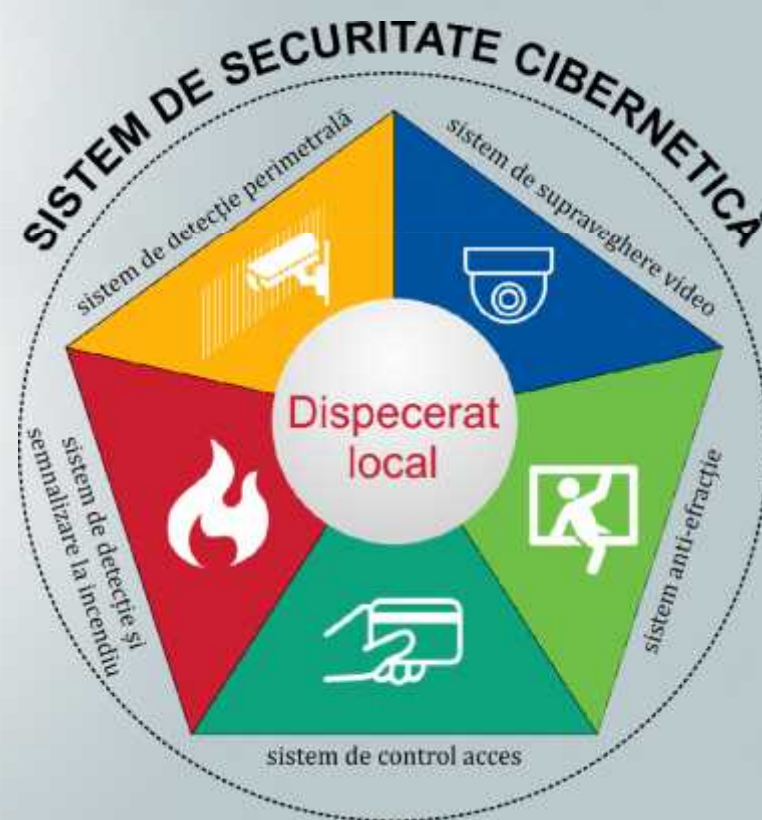 SISTEM DE SECURITATE CIBERNETICĂ
sistem de detecție perimetrală
sistem de supraveghere video
Dispecerat
local
sistem de detecție și
semnalizare la incendiu
sistem anti-efracție
sistem de control acces